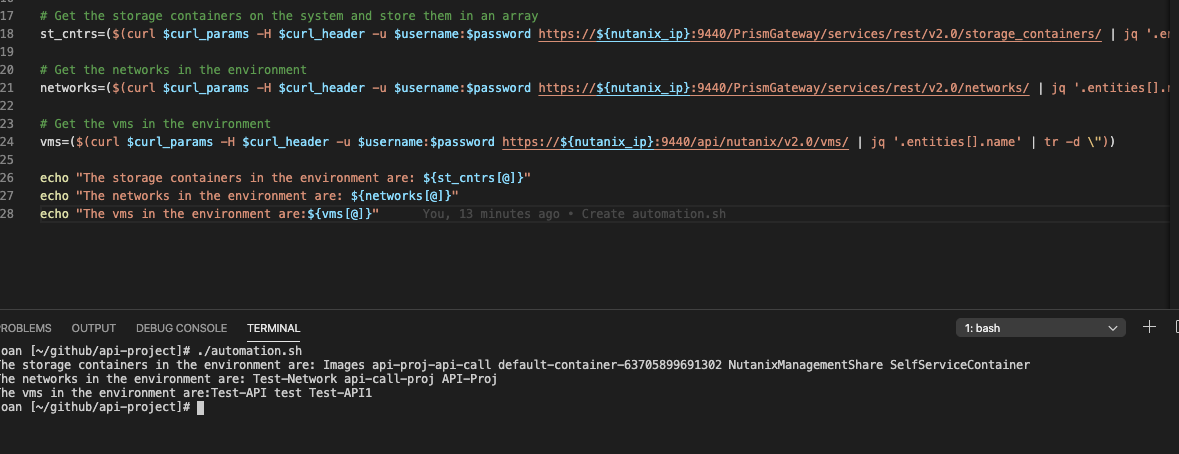 17 # Get the storage containers on the system and store them in an array
18 st_cntrs=($(curl $curl_params -H $curl_header -u $username:$password https://${nutanix_ip}:9440/PrismGateway/services/rest/v2.0/storage_containers/ | jq '.en
19
20 # Get the networks in the environment
21 networks=($(curl $curl_params -H $curl_header -u $username:$password https://${nutanix_ip}:9440/PrismGateway/services/rest/v2.0/networks/ | jq '.entities[].n
22
23 # Get the vms in the environment
24 vms=($(curl $curl_params -H $curl_header -u $username:$password https://${nutanix_ip}:9440/api/nutanix/v2.0/vms/ | jq '.entities[].name' | tr -d \"))
25
26 echo "The storage containers in the environment are: ${st_cntrs[@]}"
27 echo "The networks in the environment are: ${networks[@]}"
28 echo "The vms in the environment are:${vms[@]}" You, 13 minutes ago • Create automation.sh
ROBLEMS OUTPUT DEBUG CONSOLE TERMINAL 1: bash
oan [~/github/api-project]# ./automation.sh
he storage containers in the environment are: Images api-proj-api-call default-container-63705899691302 NutanixManagementShare SelfServiceContainer
he networks in the environment are: Test-Network api-call-proj API-Proj
he vms in the environment are:Test-API test Test-API1
oan [~/github/api-project]#